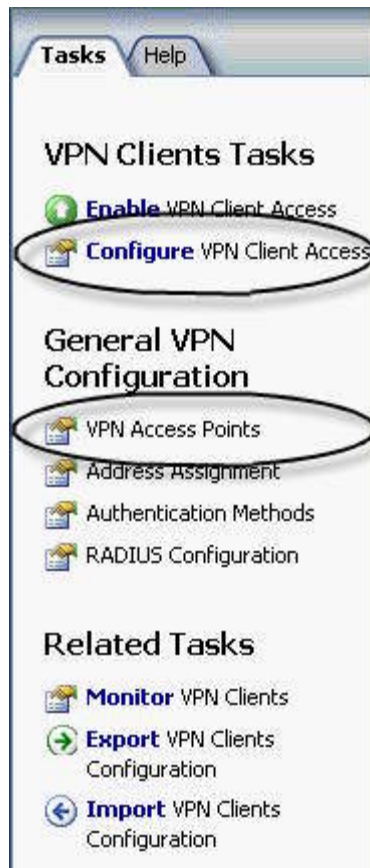 Tasks Help
VPN Clients Tasks
Enable VPN Client Access
Configure VPN Client Access
General VPN
Configuration
VPN Access Points
Address Assignment
Authentication Methods
RADIUS Configuration
Related Tasks
Monitor VPN Clients
Export VPN Clients
Configuration
Import VPN Clients
Configuration